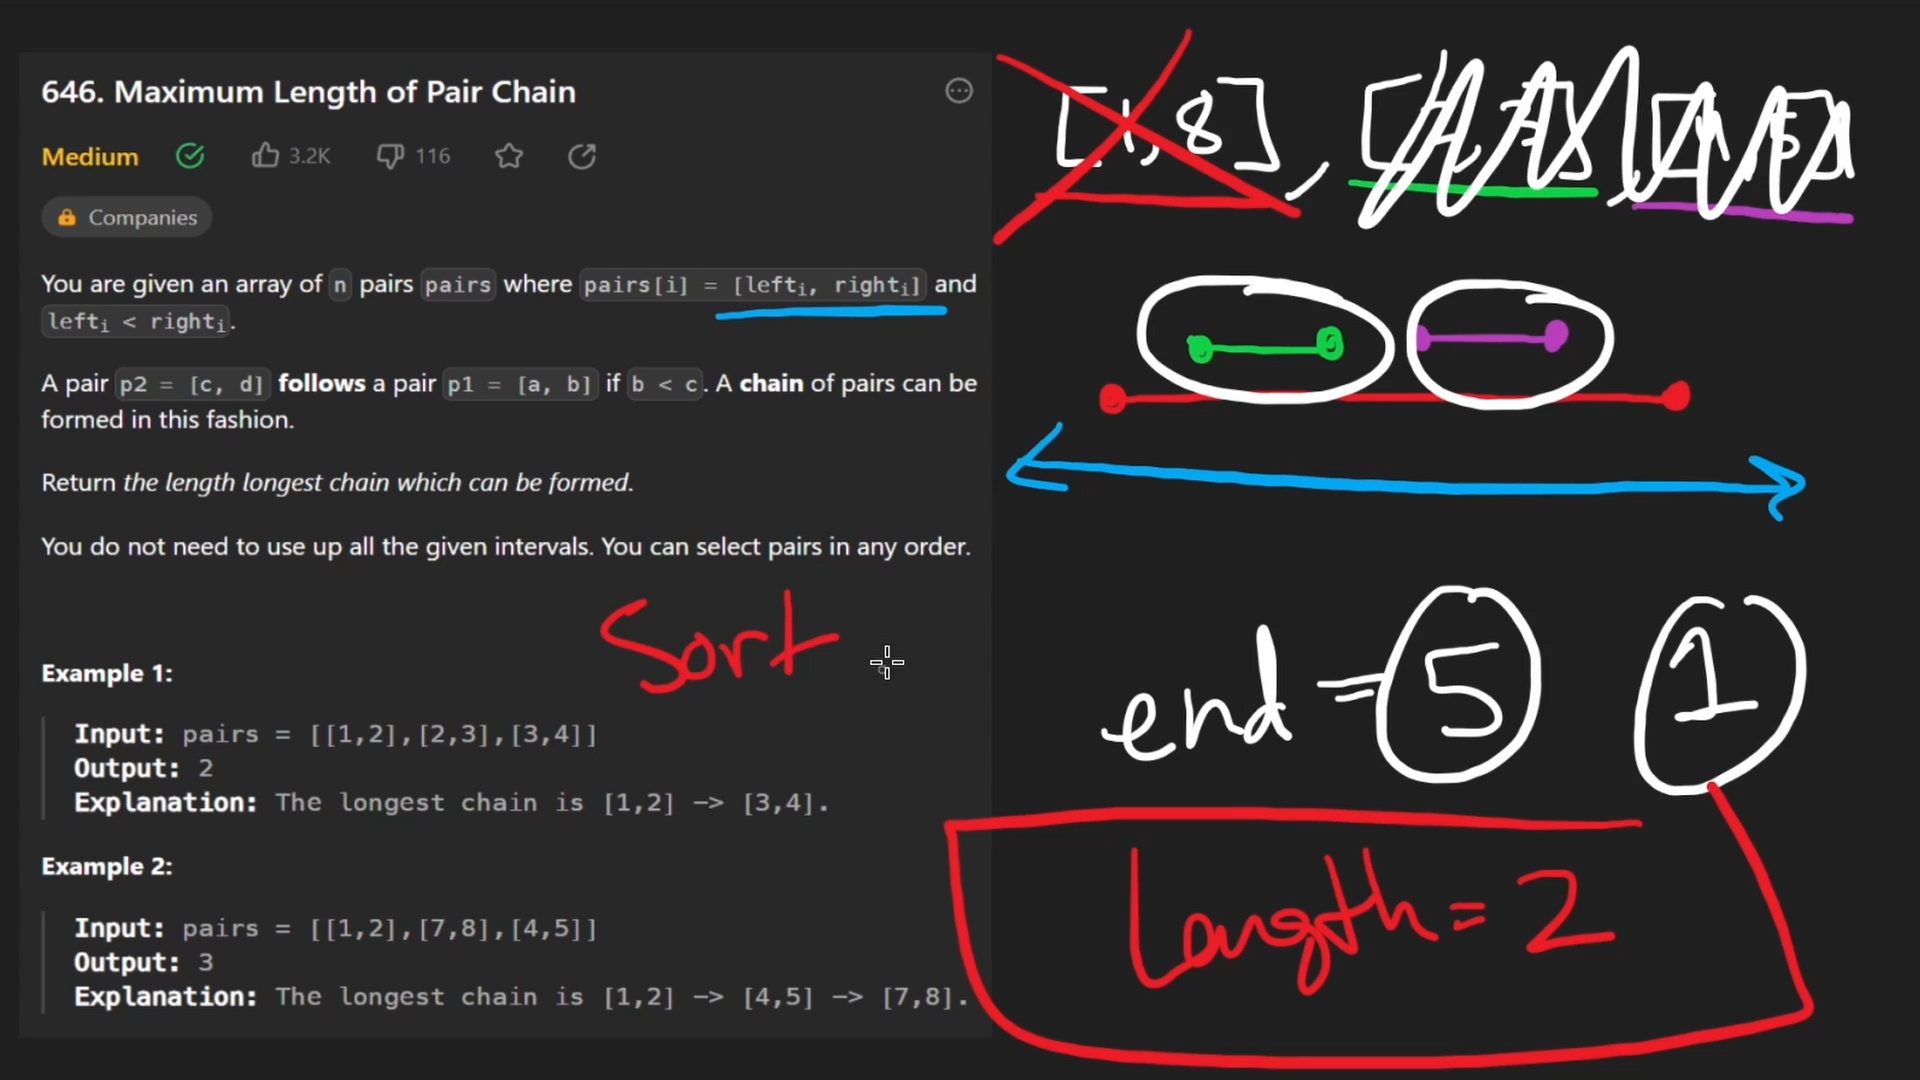 646. Maximum Length of Pair Chain
Medium 3.2K 116
Companies
You are given an array of n pairs pairs where pairs[i] = [lefti, righti] and
lefti < righti.
A pair p2 = [c, d] follows a pair p1 = [a, b] if b < c. A chain of pairs can be
formed in this fashion.
Return the length longest chain which can be formed.
You do not need to use up all the given intervals. You can select pairs in any order.
Sort
Example 1:
Input: pairs = [[1,2],[2,3],[3,4]]
Output: 2
Explanation: The longest chain is [1,2] -> [3,4].
Example 2:
Input: pairs = [[1,2],[7,8],[4,5]]
Output: 3
Explanation: The longest chain is [1,2] -> [4,5] -> [7,8].
[1,8],
end = 5 1
Length = 2